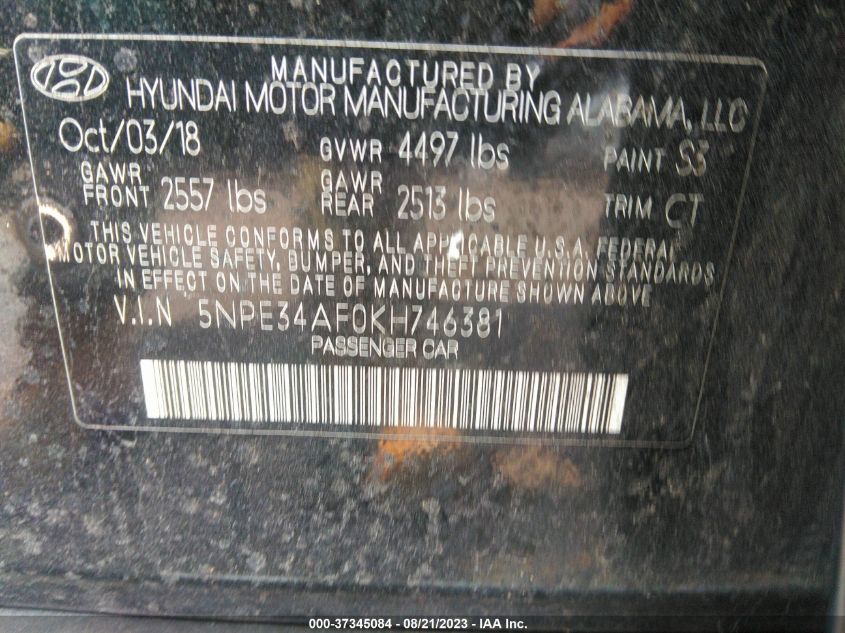 MANUFACTURED BY
HYUNDAI MOTOR MANUFACTURING ALABAMA, LLC
Oct/03/18 GVWR 4497 lbs PAINT S3
GAWR FRONT 2557 lbs GAWR REAR 2513 lbs TRIM CT
THIS VEHICLE CONFORMS TO ALL APPLICABLE U.S.A. FEDERAL
MOTOR VEHICLE SAFETY, BUMPER, AND THEFT PREVENTION STANDARDS
IN EFFECT ON THE DATE OF MANUFACTURE SHOWN ABOVE
V.I.N 5NPE34AF0KH746381
PASSENGER CAR
000-37345084 - 08/21/2023 - IAA Inc.